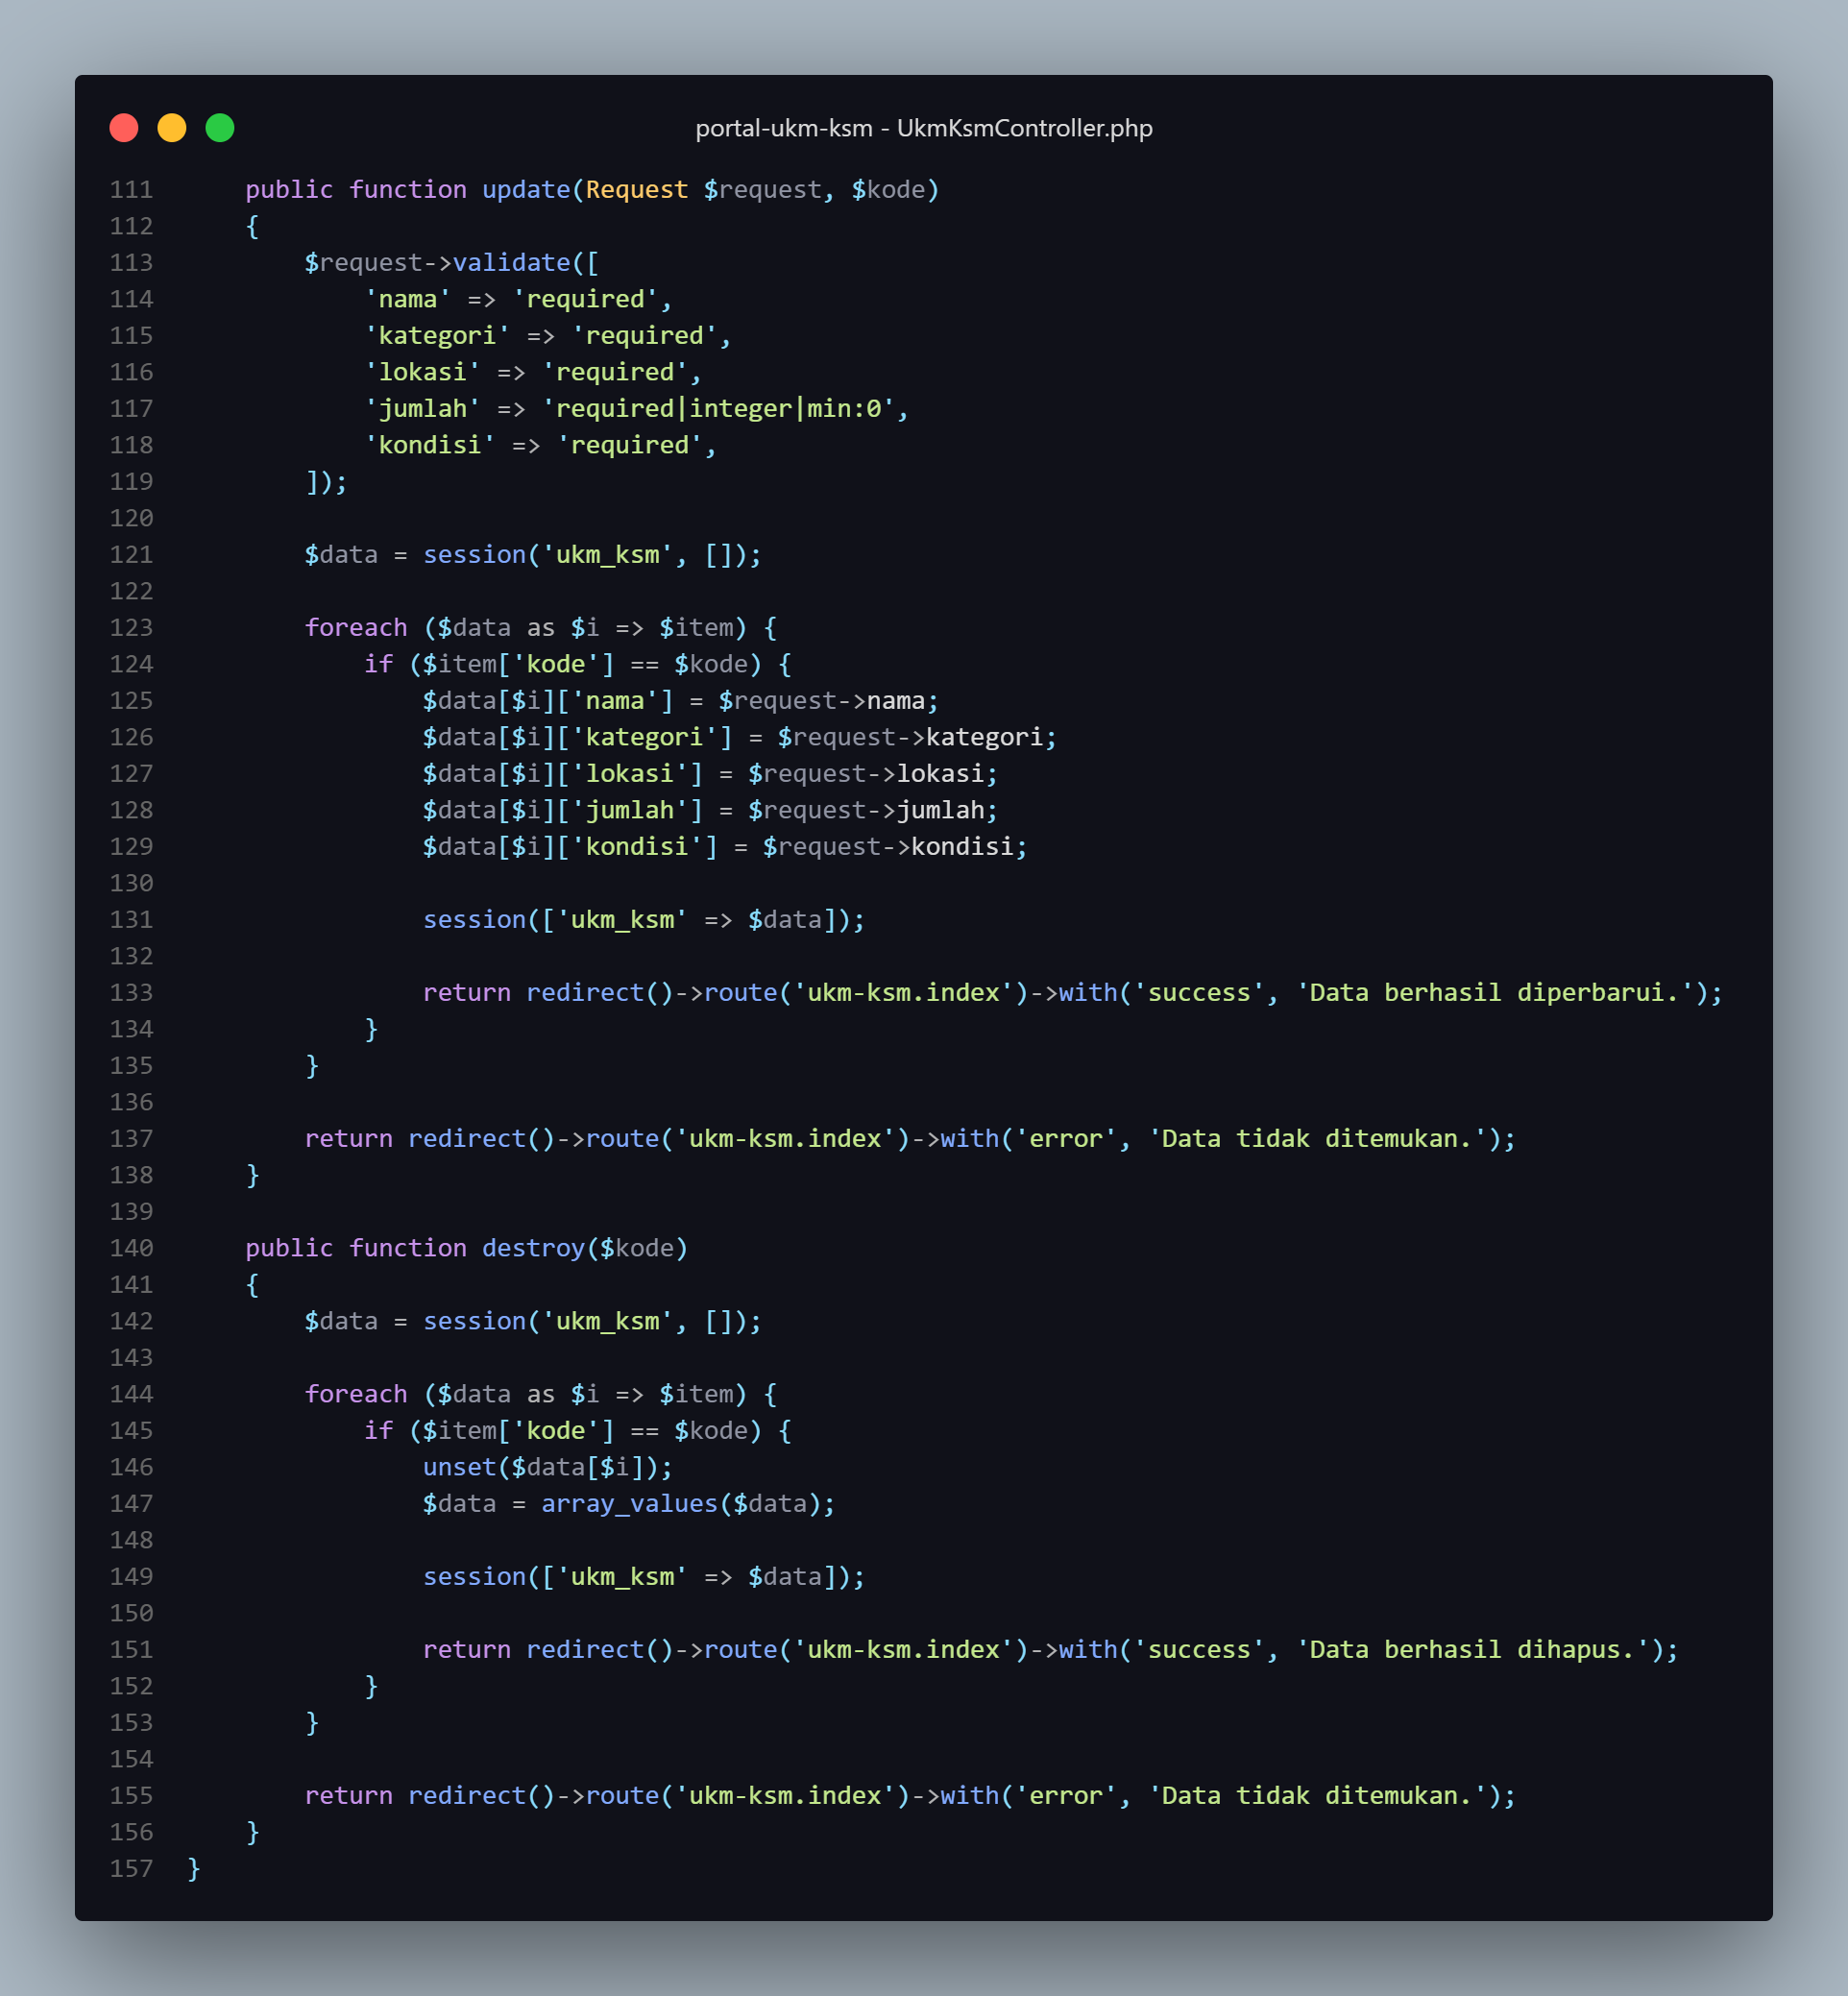 portal-ukm-ksm - UkmKsmController.php
111     public function update(Request $request, $kode)
112     {
113         $request->validate([
114             'nama' => 'required',
115             'kategori' => 'required',
116             'lokasi' => 'required',
117             'jumlah' => 'required|integer|min:0',
118             'kondisi' => 'required',
119         ]);
120
121         $data = session('ukm_ksm', []);
122
123         foreach ($data as $i => $item) {
124             if ($item['kode'] == $kode) {
125                 $data[$i]['nama'] = $request->nama;
126                 $data[$i]['kategori'] = $request->kategori;
127                 $data[$i]['lokasi'] = $request->lokasi;
128                 $data[$i]['jumlah'] = $request->jumlah;
129                 $data[$i]['kondisi'] = $request->kondisi;
130
131                 session(['ukm_ksm' => $data]);
132
133                 return redirect()->route('ukm-ksm.index')->with('success', 'Data berhasil diperbarui.');
134             }
135         }
136
137         return redirect()->route('ukm-ksm.index')->with('error', 'Data tidak ditemukan.');
138     }
139
140     public function destroy($kode)
141     {
142         $data = session('ukm_ksm', []);
143
144         foreach ($data as $i => $item) {
145             if ($item['kode'] == $kode) {
146                 unset($data[$i]);
147                 $data = array_values($data);
148
149                 session(['ukm_ksm' => $data]);
150
151                 return redirect()->route('ukm-ksm.index')->with('success', 'Data berhasil dihapus.');
152             }
153         }
154
155         return redirect()->route('ukm-ksm.index')->with('error', 'Data tidak ditemukan.');
156     }
157 }